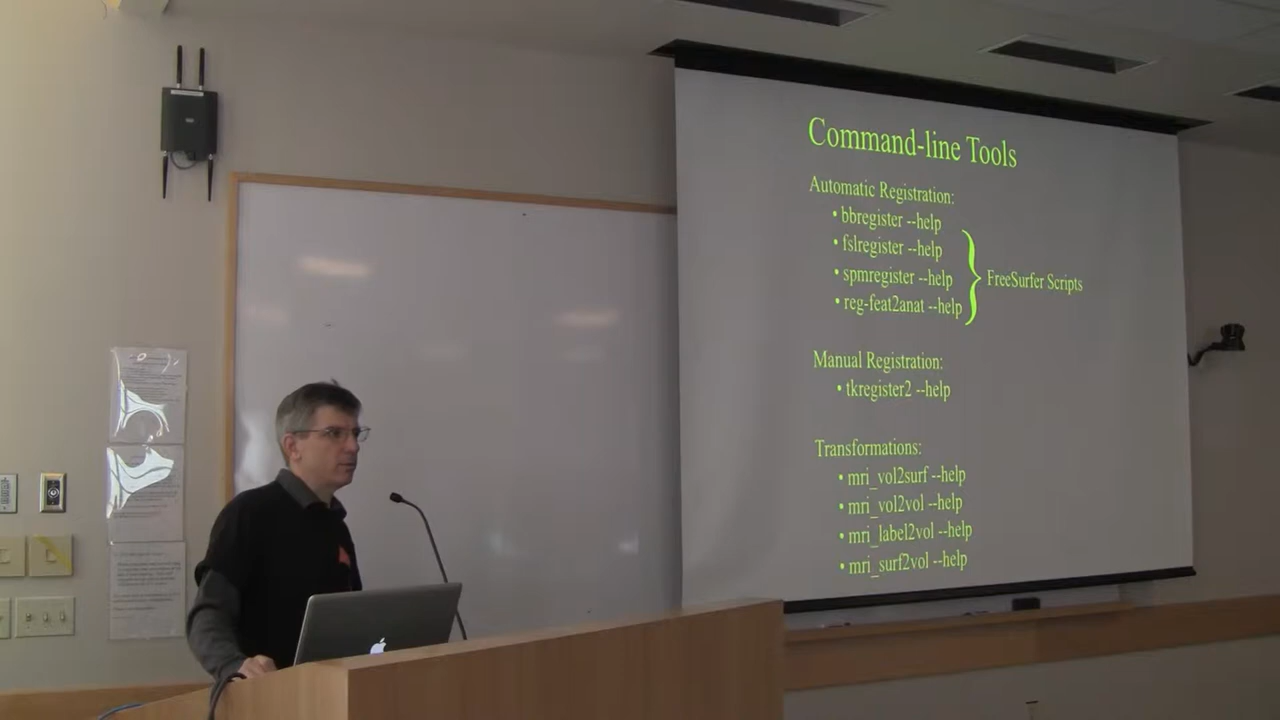 Command-line Tools
Automatic Registration:
• bbregister --help
• fslregister --help
• spmregister --help
• reg-feat2anat --help
FreeSurfer Scripts
Manual Registration:
• tkregister2 --help
Transformations:
• mri_vol2surf --help
• mri_vol2vol --help
• mri_label2vol --help
• mri_surf2vol --help